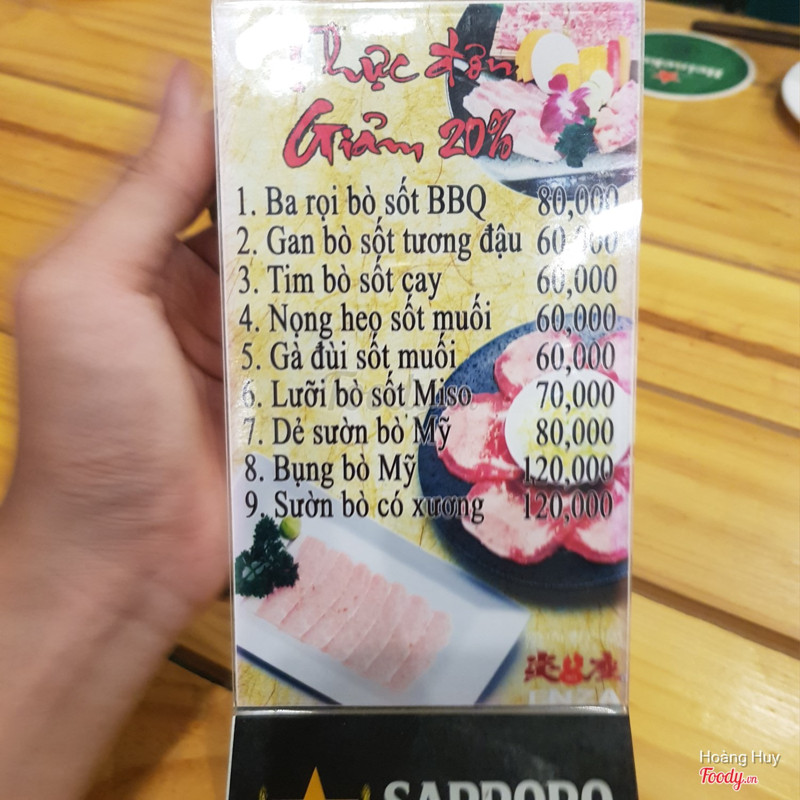 Thực đơn
Giảm 20%
1. Ba rọi bò sốt BBQ 80,000
2. Gan bò sốt tương đậu 60,000
3. Tim bò sốt cay 60,000
4. Nọng heo sốt muối 60,000
5. Gà đùi sốt muối 60,000
6. Lưỡi bò sốt Miso 70,000
7. Dẻ sườn bò Mỹ 80,000
8. Bụng bò Mỹ 120,000
9. Sườn bò có xương 120,000
SAPPORO
Heineken
Hoàng Huy
Foody.vn